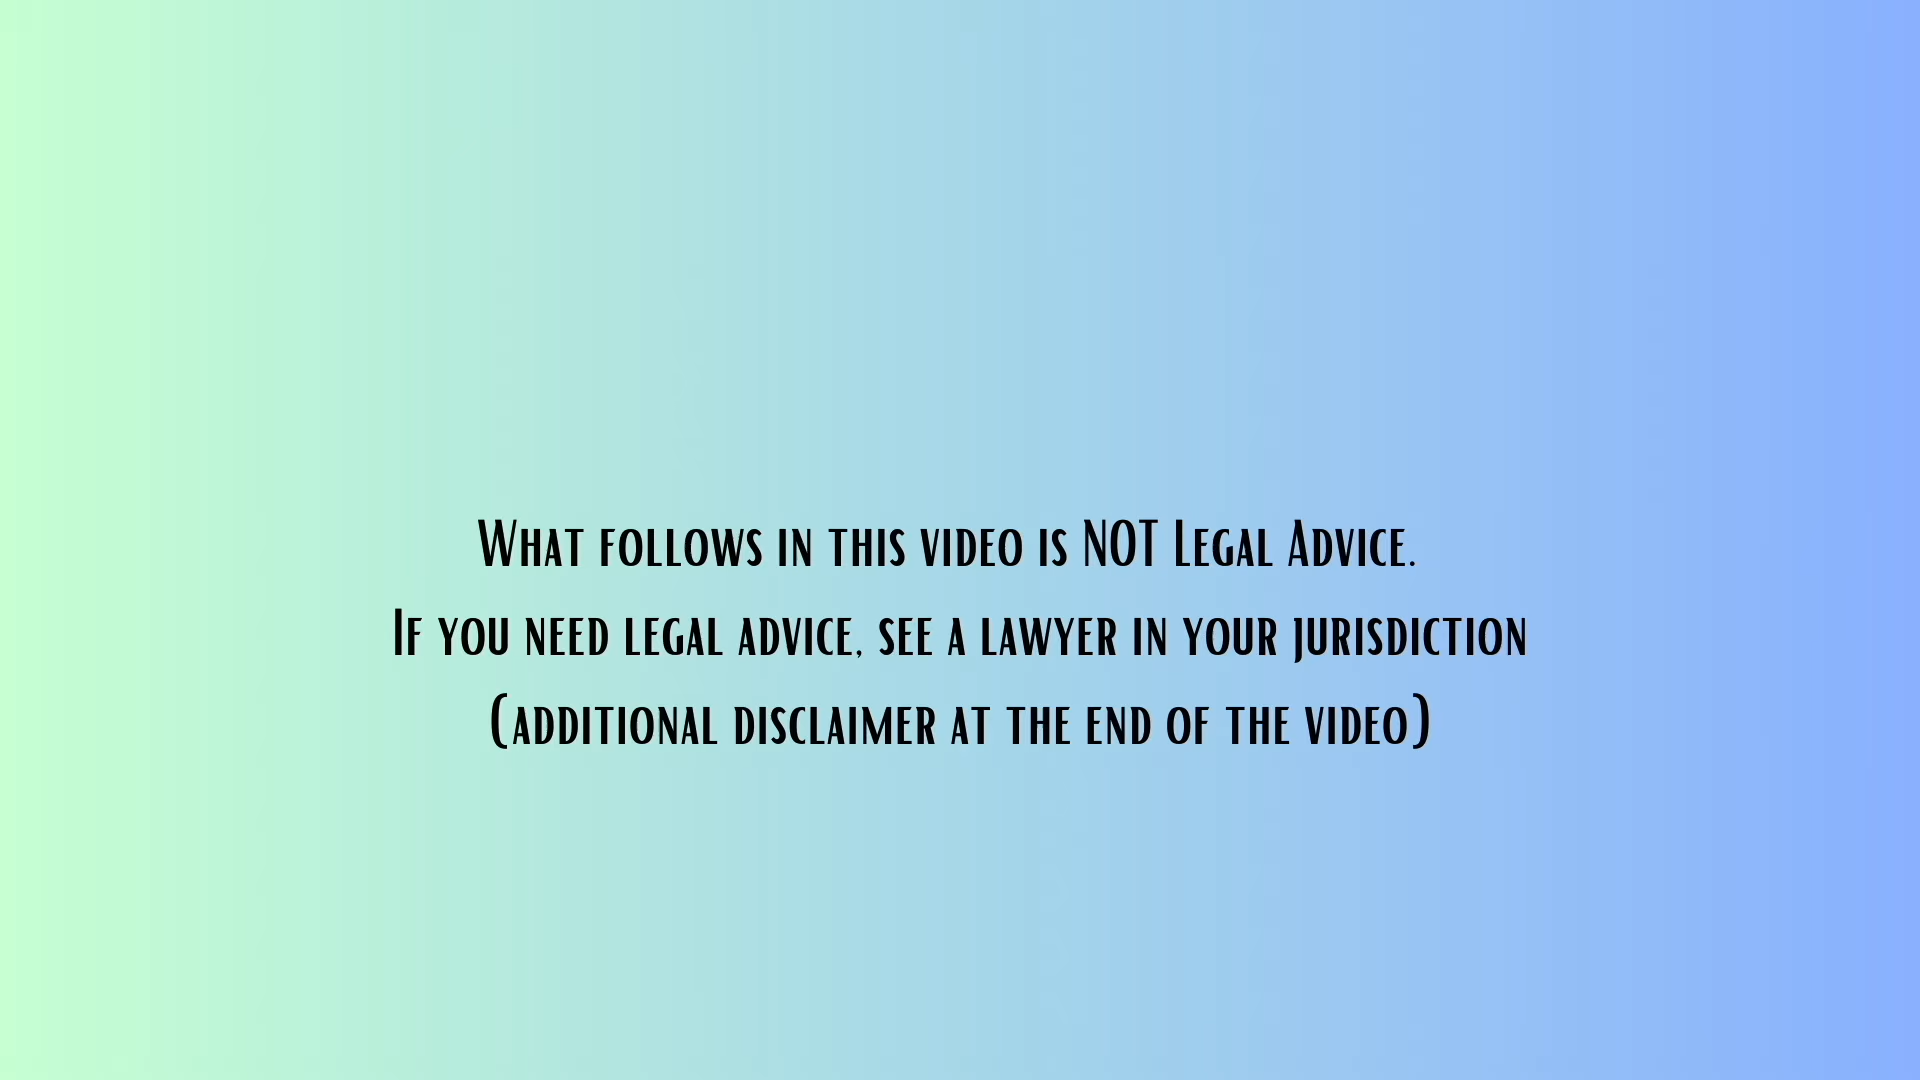 What follows in this video is NOT Legal Advice.
If you need legal advice, see a lawyer in your jurisdiction
(additional disclaimer at the end of the video)